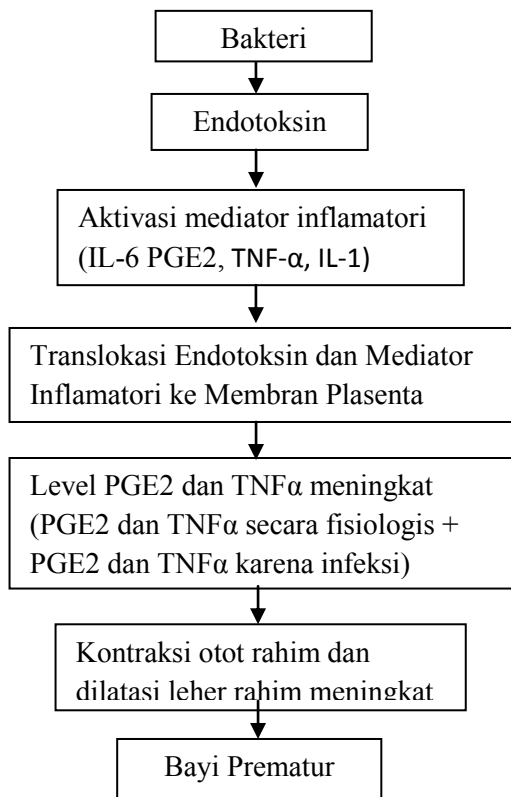 Bakteri
Endotoksin
Aktivasi mediator inflamatori
(IL-6 PGE2, TNF-α, IL-1)
Translokasi Endotoksin dan Mediator
Inflamatori ke Membran Plasenta
Level PGE2 dan TNFα meningkat
(PGE2 dan TNFα secara fisiologis +
PGE2 dan TNFα karena infeksi)
Kontraksi otot rahim dan
dilatasi leher rahim meningkat
Bayi Prematur